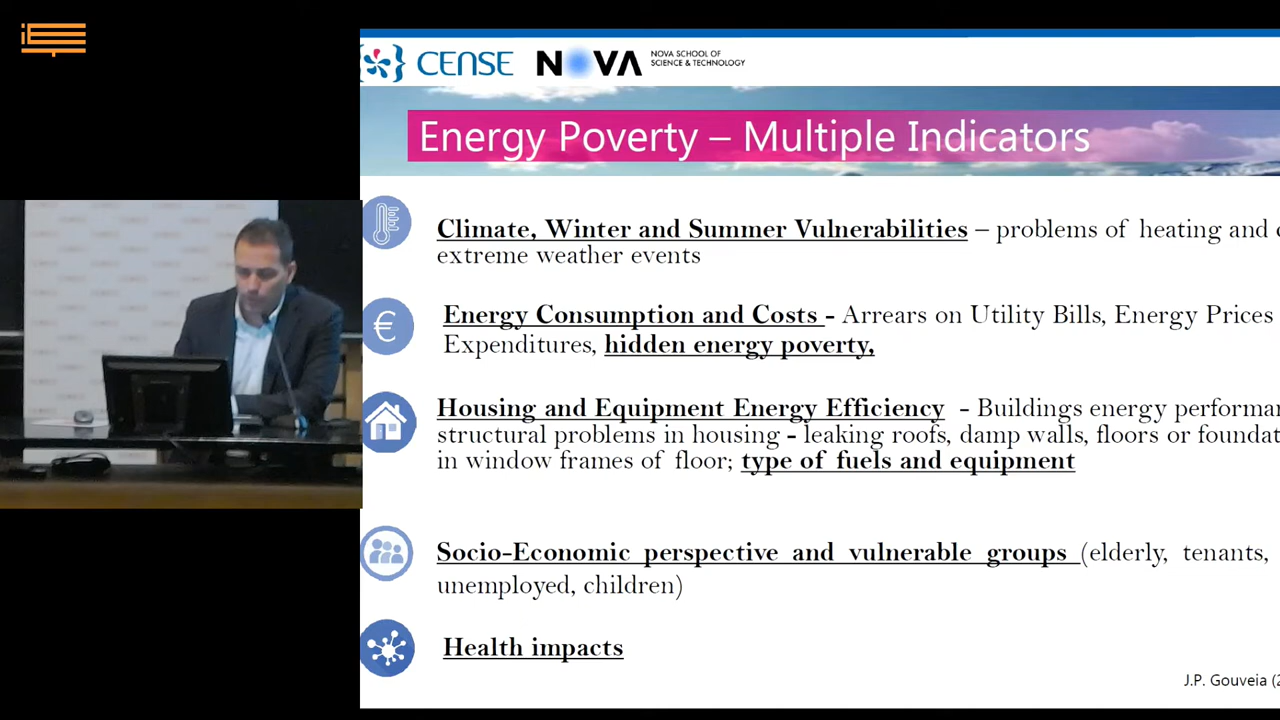 CENSE NOVA NOVA SCHOOL OF
SCIENCE & TECHNOLOGY
Energy Poverty – Multiple Indicators
Climate, Winter and Summer Vulnerabilities – problems of heating and
extreme weather events
€
Energy Consumption and Costs - Arrears on Utility Bills, Energy Prices
Expenditures, hidden energy poverty,
Housing and Equipment Energy Efficiency - Buildings energy performa
structural problems in housing - leaking roofs, damp walls, floors or foundat
in window frames of floor; type of fuels and equipment
Socio-Economic perspective and vulnerable groups (elderly, tenants,
unemployed, children)
Health impacts
J.P. Gouveia (2